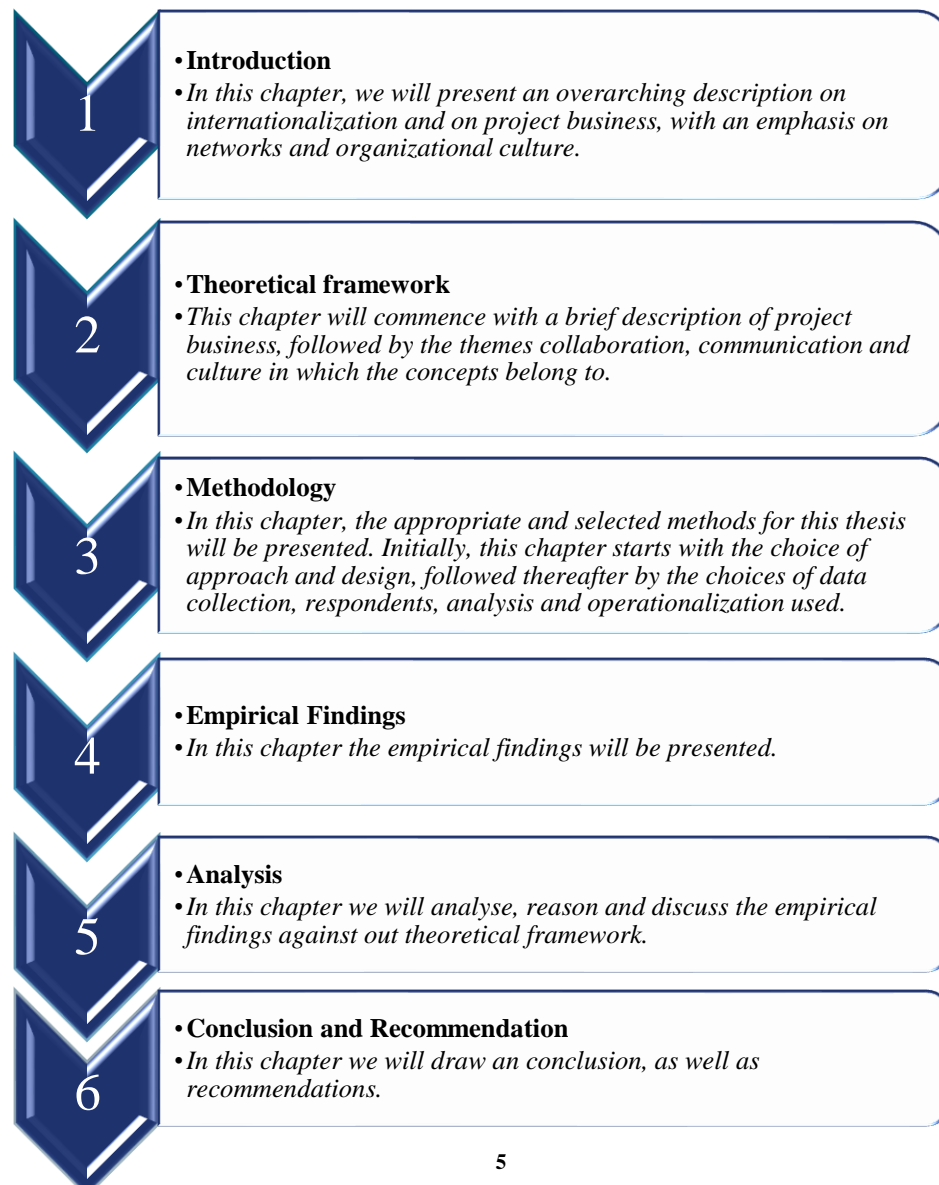 1
•Introduction
•In this chapter, we will present an overarching description on
internationalization and on project business, with an emphasis on
networks and organizational culture.
2
•Theoretical framework
•This chapter will commence with a brief description of project
business, followed by the themes collaboration, communication and
culture in which the concepts belong to.
3
•Methodology
•In this chapter, the appropriate and selected methods for this thesis
will be presented. Initially, this chapter starts with the choice of
approach and design, followed thereafter by the choices of data
collection, respondents, analysis and operationalization used.
4
•Empirical Findings
•In this chapter the empirical findings will be presented.
5
•Analysis
•In this chapter we will analyse, reason and discuss the empirical
findings against out theoretical framework.
6
•Conclusion and Recommendation
•In this chapter we will draw an conclusion, as well as
recommendations.
5